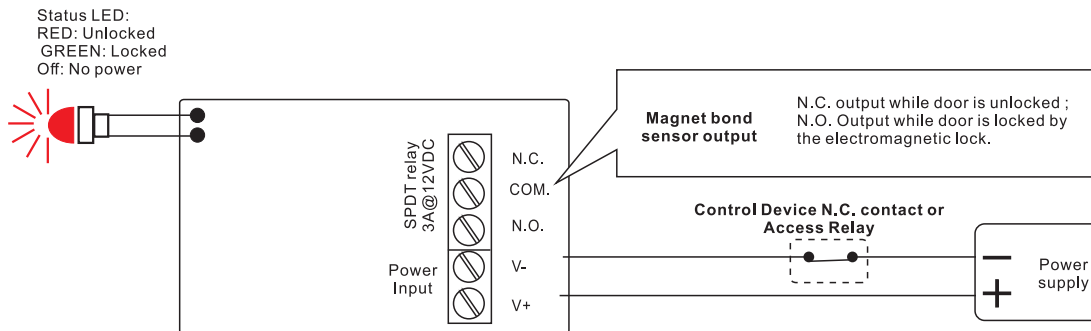 Status LED:
RED: Unlocked
GREEN: Locked
Off: No power
SPDT relay
3A@12VDC
N.C.
COM.
N.O.
Power
Input
V-
V+
Magnet bond
sensor output
N.C. output while door is unlocked ;
N.O. Output while door is locked by
the electromagnetic lock.
Control Device N.C. contact or
Access Relay
Power
supply